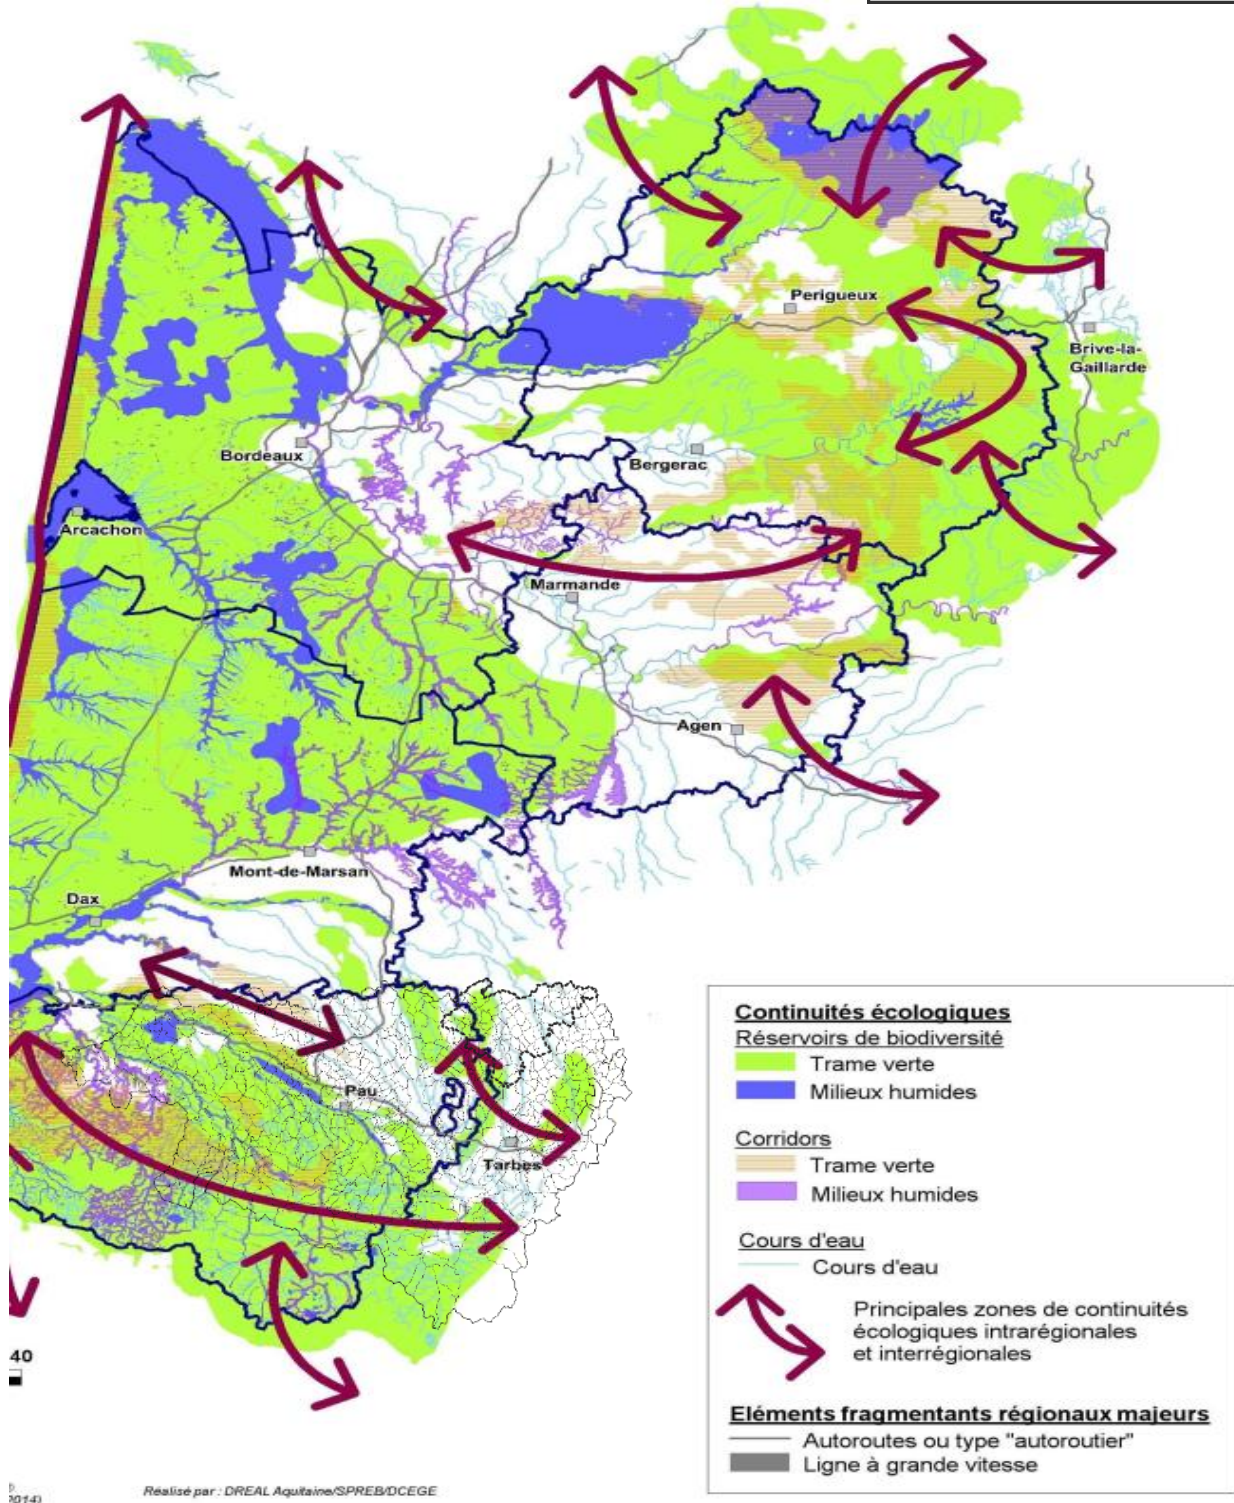 Perigueux
Brive-la-
Gaillarde
Bordeaux
Bergerac
Arcachon
Marmande
Agen
Mont-de-Marsan
Dax
Pau
Tarbes
Continuités écologiques
Réservoirs de biodiversité
Trame verte
Milieux humides
Corridors
Trame verte
Milieux humides
Cours d'eau
Cours d'eau
Principales zones de continuités
écologiques intrarégionales
et interrégionales
Eléments fragmentants régionaux majeurs
Autoroutes ou type "autoroutier"
Ligne à grande vitesse
40
2014)
Réalisé par : DREAL Aquitaine/SPREB/DCEGE